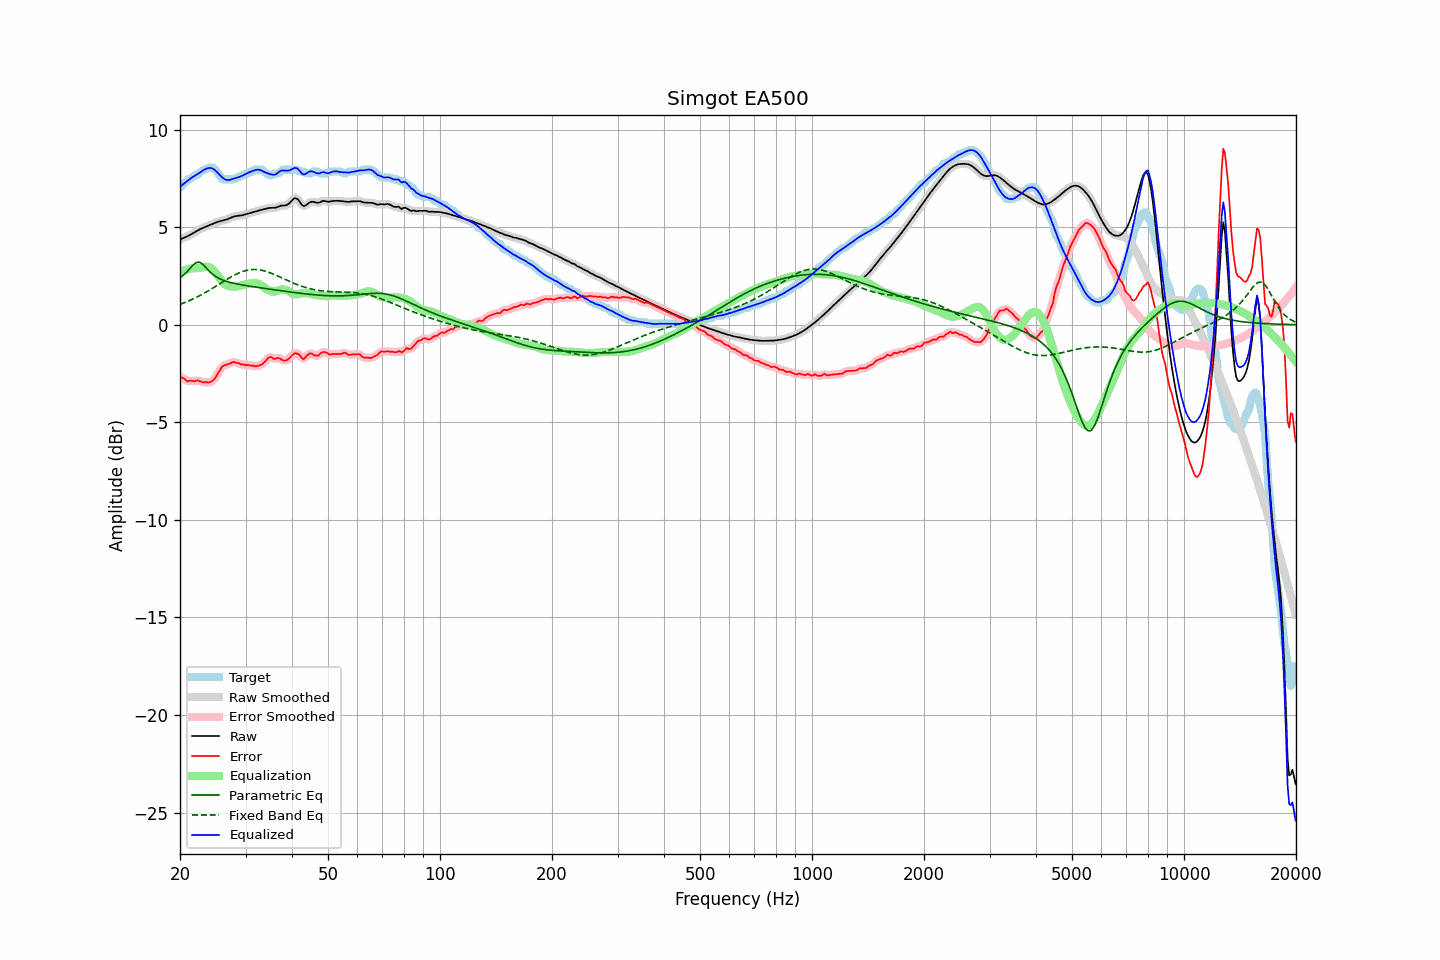 Simgot EA500
Amplitude (dBr)
10
5
0
−5
−10
−15
−20
−25
Target
Raw Smoothed
Error Smoothed
Raw
Error
Equalization
Parametric Eq
Fixed Band Eq
Equalized
20 50 100 200 500 1000 2000 5000 10000 20000
Frequency (Hz)